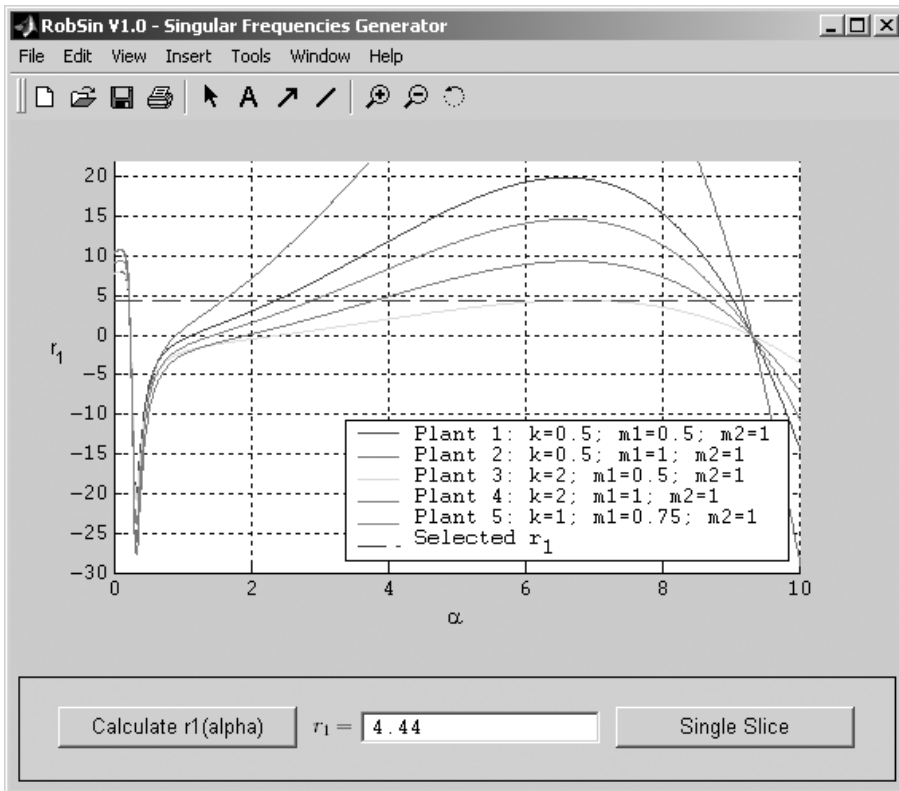 RobSin V1.0 - Singular Frequencies Generator
File Edit View Insert Tools Window Help
A
20
15
10
5
0
−5
−10
−15
−20
−25
−30
r1
0 2 4 6 8 10
α
Plant 1: k=0.5; m1=0.5; m2=1
Plant 2: k=0.5; m1=1; m2=1
Plant 3: k=2; m1=0.5; m2=1
Plant 4: k=2; m1=1; m2=1
Plant 5: k=1; m1=0.75; m2=1
Selected r1
Calculate r1(alpha) r1 = 4.44 Single Slice